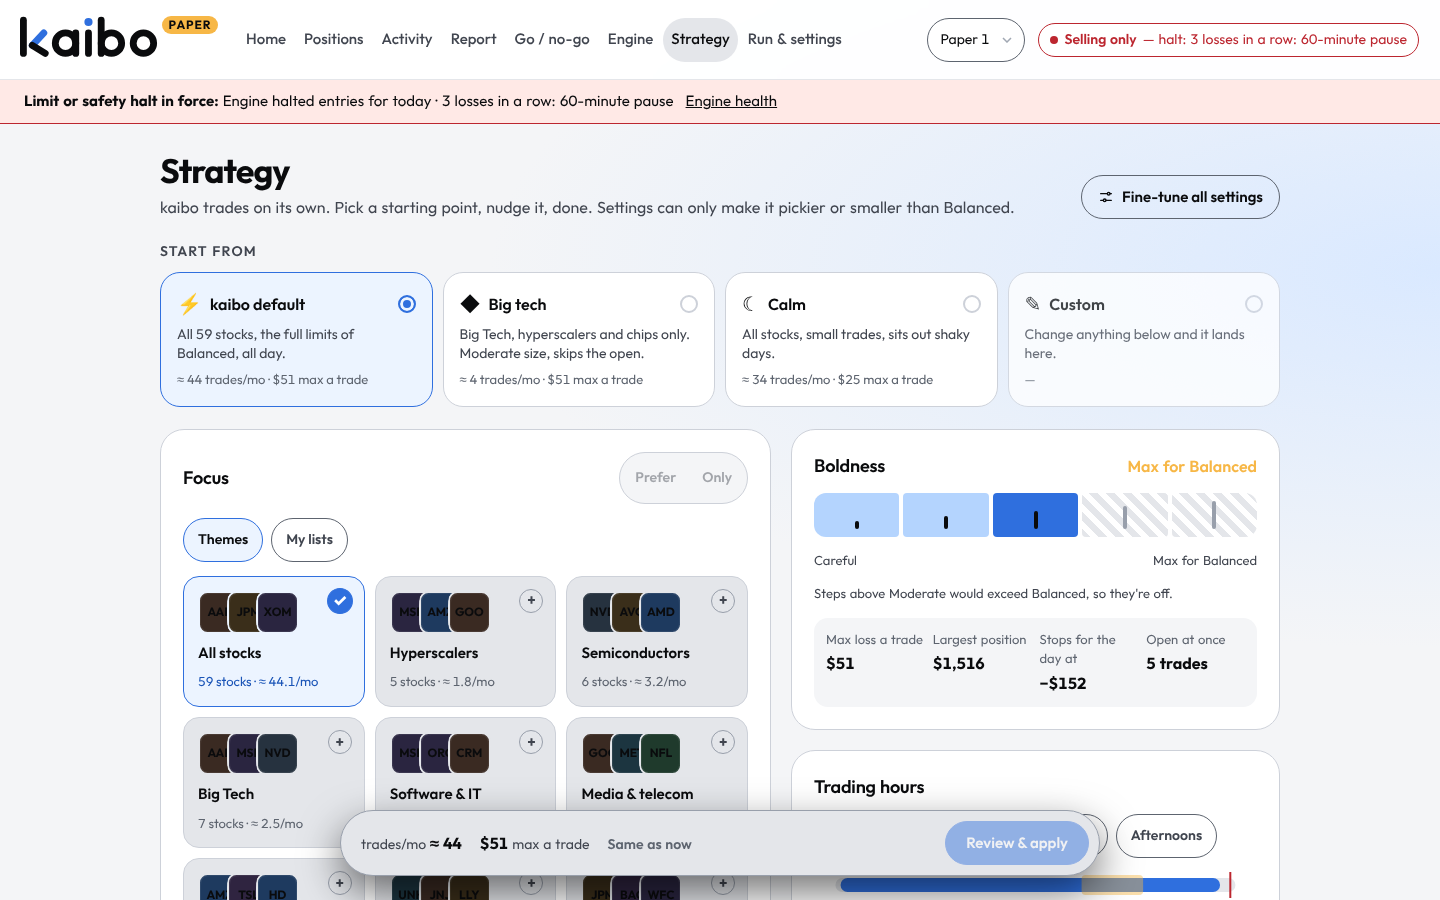 kaibo PAPER
Home Positions Activity Report Go / no-go Engine Strategy Run & settings
Paper 1
Selling only — halt: 3 losses in a row: 60-minute pause
Limit or safety halt in force: Engine halted entries for today · 3 losses in a row: 60-minute pause Engine health
Strategy
kaibo trades on its own. Pick a starting point, nudge it, done. Settings can only make it pickier or smaller than Balanced.
Fine-tune all settings
START FROM
kaibo default
All 59 stocks, the full limits of
Balanced, all day.
≈ 44 trades/mo · $51 max a trade
Big tech
Big Tech, hyperscalers and chips only.
Moderate size, skips the open.
≈ 4 trades/mo · $51 max a trade
Calm
All stocks, small trades, sits out shaky
days.
≈ 34 trades/mo · $25 max a trade
Custom
Change anything below and it lands
here.
—
Focus
Prefer Only
Themes My lists
XOM
All stocks
59 stocks · ≈ 44.1/mo
GOO
Hyperscalers
5 stocks · ≈ 1.8/mo
AMD
Semiconductors
6 stocks · ≈ 3.2/mo
NVD
Big Tech
7 stocks · ≈ 2.5/mo
CRM
Software & IT
NFL
Media & telecom
HD
LLY
WFC
Boldness
Max for Balanced
Careful Max for Balanced
Steps above Moderate would exceed Balanced, so they're off.
Max loss a trade
$51
Largest position
$1,516
Stops for the
day at
−$152
Open at once
5 trades
Trading hours
Afternoons
trades/mo ≈ 44 $51 max a trade Same as now
Review & apply